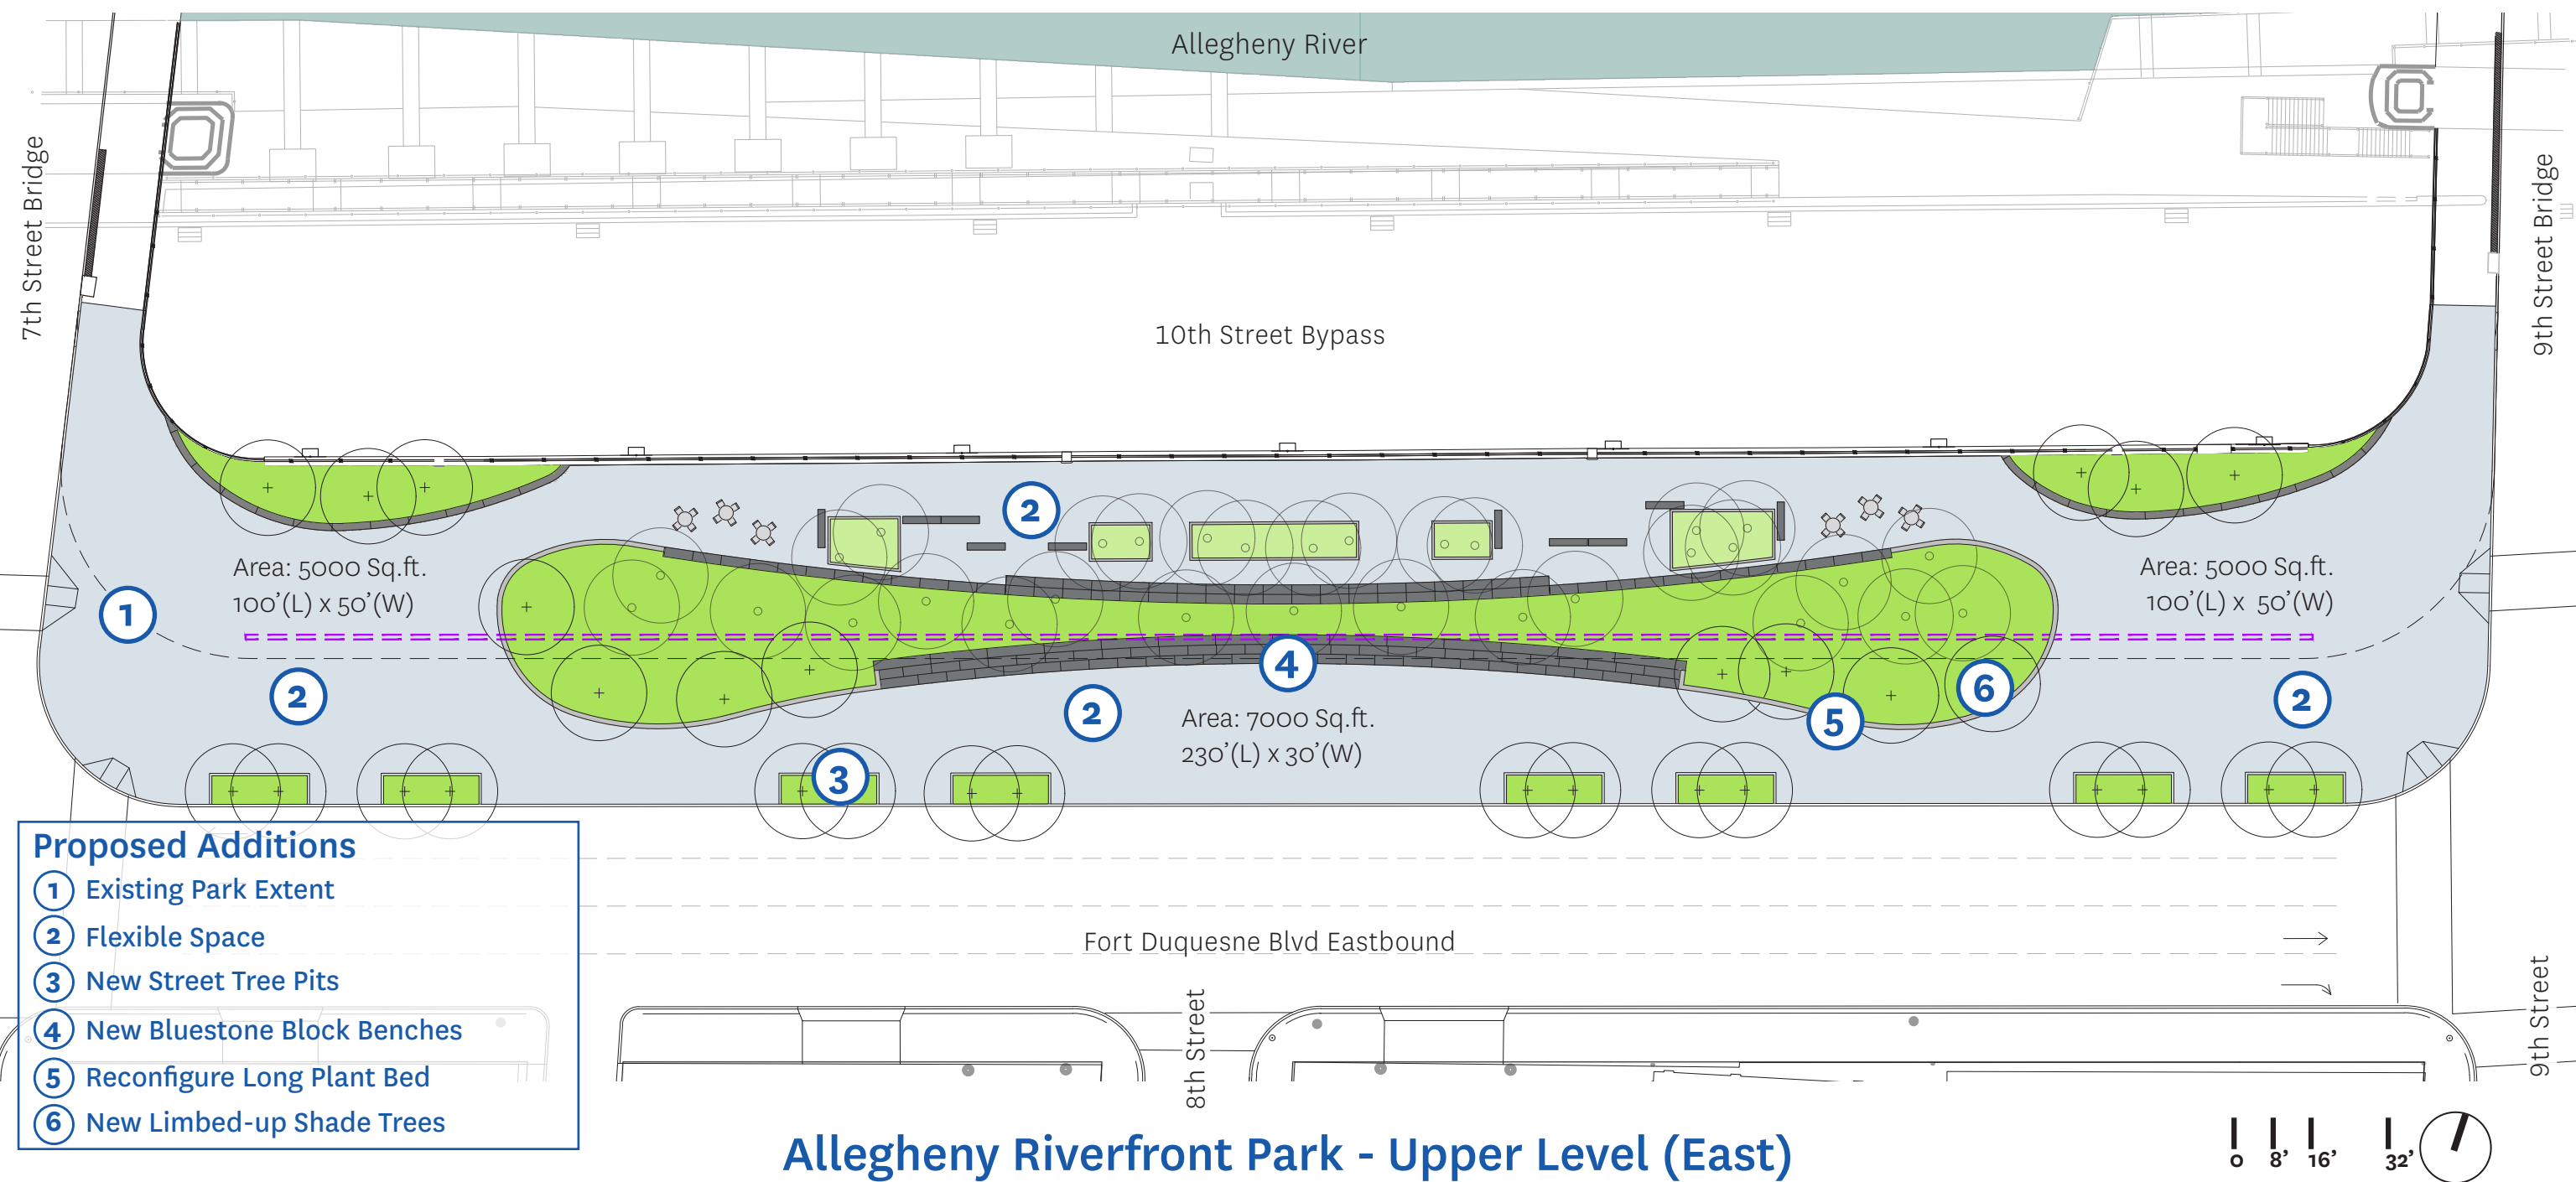 Allegheny River
7th Street Bridge
9th Street Bridge
10th Street Bypass
2
Area: 5000 Sq.ft.
100'(L) x 50'(W)
Area: 5000 Sq.ft.
100'(L) x 50'(W)
1
2
4
6
2
2
5
Area: 7000 Sq.ft.
230'(L) x 30'(W)
3
Proposed Additions
1 Existing Park Extent
2 Flexible Space
3 New Street Tree Pits
4 New Bluestone Block Benches
5 Reconfigure Long Plant Bed
6 New Limbed-up Shade Trees
Fort Duquesne Blvd Eastbound
8th Street
9th Street
Allegheny Riverfront Park - Upper Level (East)
0 8' 16' 32'